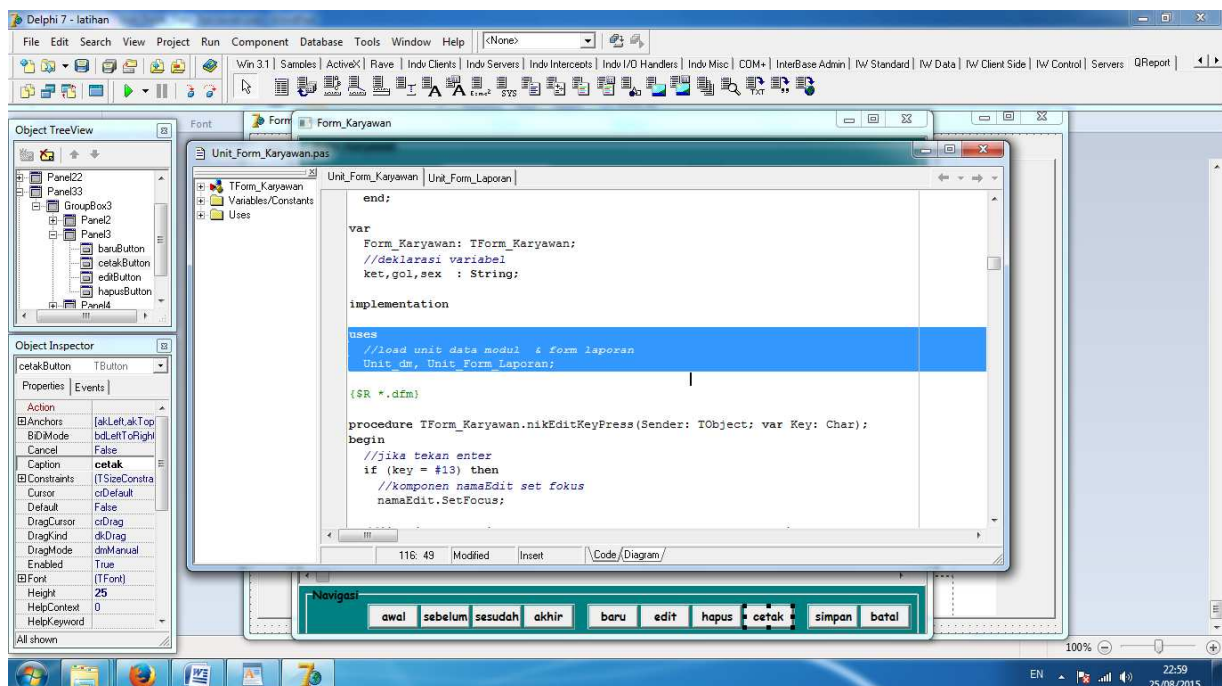 Delphi 7 - latihan
File Edit Search View Project Run Component Database Tools Window Help <None>
Win 3.1 Samples ActiveX Rave Indy Clients Indy Servers Indy Intercepts Indy I/O Handlers Indy Misc COM+ InterBase Admin IW Standard IW Data IW Client Side IW Control Servers QReport
Object TreeView
Panel22
Panel33
GroupBox3
Panel2
Panel3
baruButton
cetakButton
editButton
hapusButton
Panel4
Object Inspector
cetakButton TButton
Properties Events
Action
Anchors [akLeft,akTop
BiDiMode bdLeftToRight
Cancel False
Caption cetak
Constraints (TSizeConstra
Cursor crDefault
Default False
DragCursor crDrag
DragKind dkDrag
DragMode dmManual
Enabled True
Font (TFont)
Height 25
HelpContext 0
HelpKeyword
All shown
Font
Form
Form_Karyawan
Unit_Form_Karyawan.pas
TForm_Karyawan
Variables/Constants
Uses
Unit_Form_Karyawan Unit_Form_Laporan
end;
var
Form_Karyawan: TForm_Karyawan;
//deklarasi variabel
ket,gol,sex : String;
implementation
uses
//load unit data modul & form laporan
Unit_dm, Unit_Form_Laporan;
{$R *.dfm}
procedure TForm_Karyawan.nikEditKeyPress(Sender: TObject; var Key: Char);
begin
//jika tekan enter
if (key = #13) then
//komponen namaEdit set fokus
namaEdit.SetFocus;
116: 49 Modified Insert Code Diagram
Navigasi
awal sebelum sesudah akhir baru edit hapus cetak simpan batal
100%
EN 22:59
25/08/2015